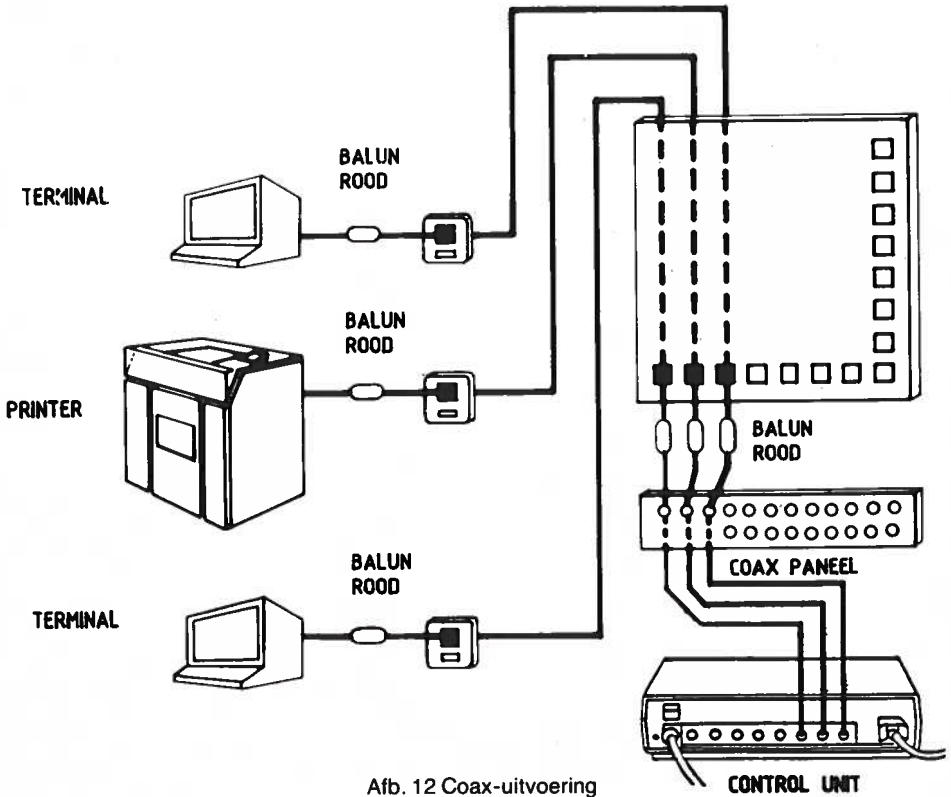 BALUN
ROOD
TERMINAL
BALUN
ROOD
PRINTER
BALUN
ROOD
COAX PANEEL
BALUN
ROOD
TERMINAL
Afb. 12 Coax-uitvoering
CONTROL UNIT